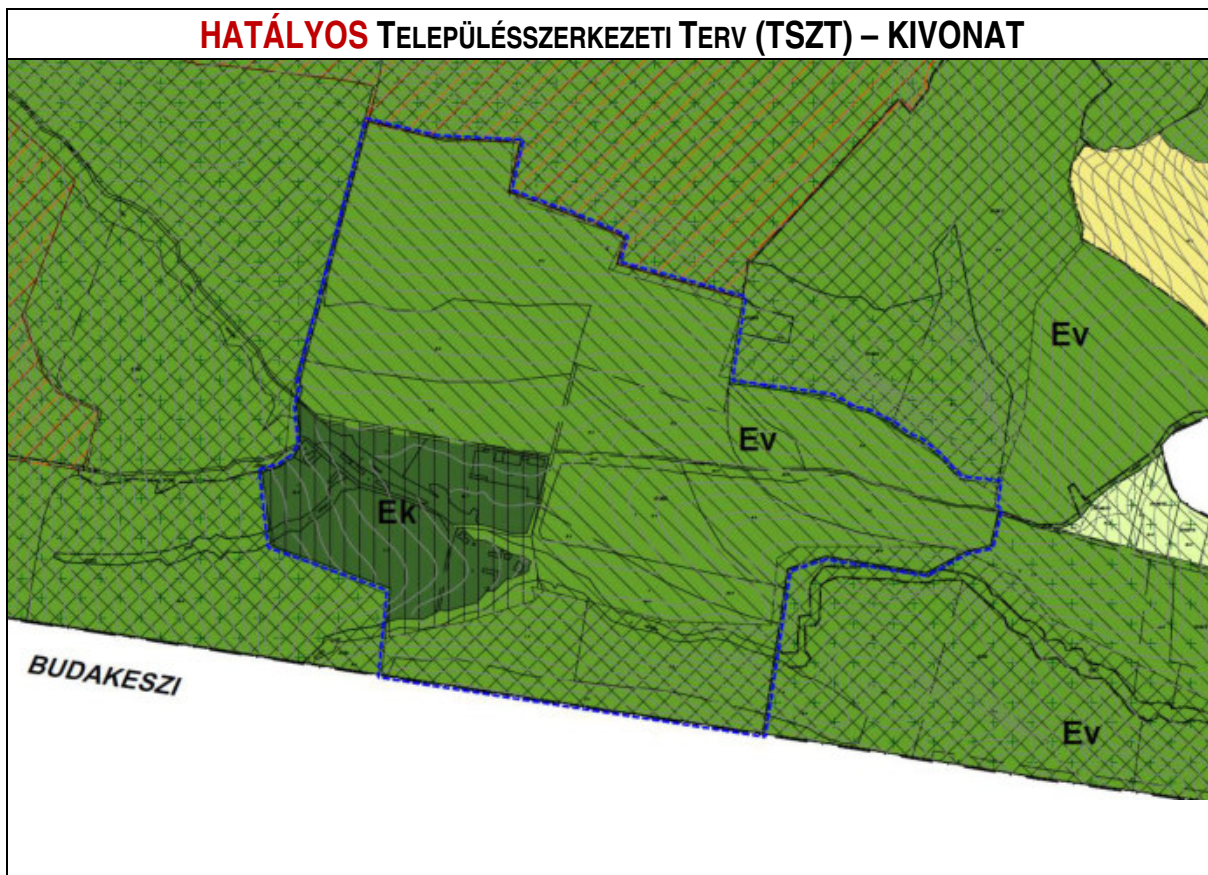 HATÁLYOS TELEPÜLÉSSZERKEZETI TERV (TSZT) – KIVONAT
Ev
Ev
Ek
BUDAKESZI
Ev